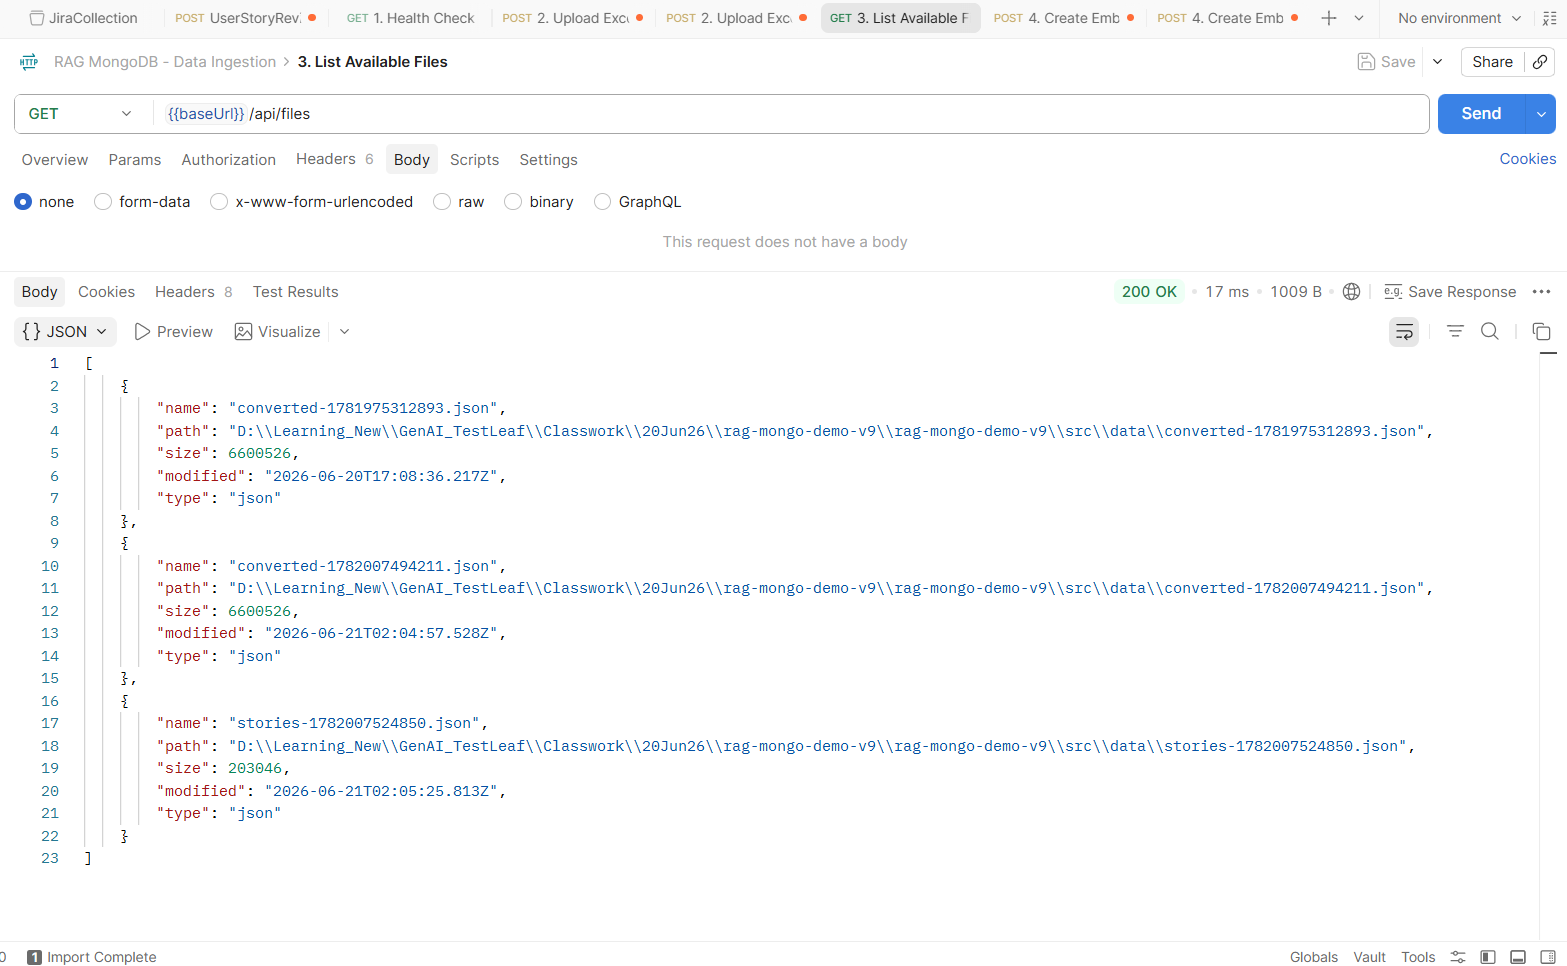 JiraCollection POST UserStoryRev GET 1. Health Check POST 2. Upload Exc POST 2. Upload Exc GET 3. List Available F POST 4. Create Emb POST 4. Create Emb No environment
HTTP RAG MongoDB - Data Ingestion > 3. List Available Files Save Share
GET {{baseUrl}} /api/files Send
Overview Params Authorization Headers 6 Body Scripts Settings Cookies
none form-data x-www-form-urlencoded raw binary GraphQL
This request does not have a body
Body Cookies Headers 8 Test Results 200 OK • 17 ms • 1009 B • e.g. Save Response
{} JSON Preview Visualize
1 [
2 {
3 "name": "converted-1781975312893.json",
4 "path": "D:\\Learning_New\\GenAI_TestLeaf\\Classwork\\20Jun26\\rag-mongo-demo-v9\\rag-mongo-demo-v9\\src\\data\\converted-1781975312893.json",
5 "size": 6600526,
6 "modified": "2026-06-20T17:08:36.217Z",
7 "type": "json"
8 },
9 {
10 "name": "converted-1782007494211.json",
11 "path": "D:\\Learning_New\\GenAI_TestLeaf\\Classwork\\20Jun26\\rag-mongo-demo-v9\\rag-mongo-demo-v9\\src\\data\\converted-1782007494211.json",
12 "size": 6600526,
13 "modified": "2026-06-21T02:04:57.528Z",
14 "type": "json"
15 },
16 {
17 "name": "stories-1782007524850.json",
18 "path": "D:\\Learning_New\\GenAI_TestLeaf\\Classwork\\20Jun26\\rag-mongo-demo-v9\\rag-mongo-demo-v9\\src\\data\\stories-1782007524850.json",
19 "size": 203046,
20 "modified": "2026-06-21T02:05:25.813Z",
21 "type": "json"
22 }
23 ]
1 Import Complete Globals Vault Tools